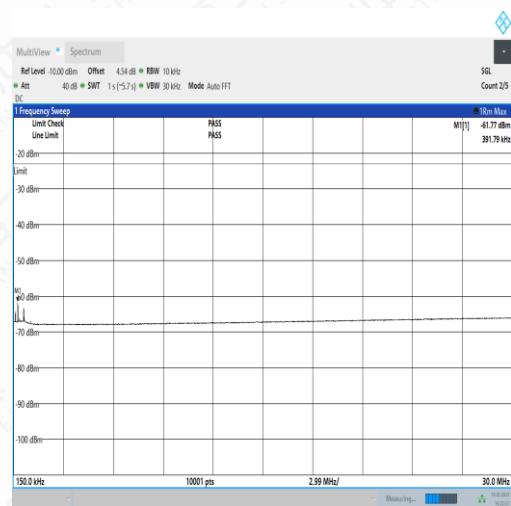 MultiView Spectrum
Ref Level -10.00 dBm Offset 4.54 dB RBW 10 kHz SGL
Att 40 dB SWT 1 s (~5.7 s) VBW 30 kHz Mode Auto FFT Count 2/5
DC
1 Frequency Sweep 1Rm Max
Limit Check PASS M1[1] -61.77 dBm
Line Limit PASS 391.79 kHz
-20 dBm
Limit
-30 dBm
-40 dBm
-50 dBm
M1
-60 dBm
-70 dBm
-80 dBm
-90 dBm
-100 dBm
150.0 kHz 10001 pts 2.99 MHz/ 30.0 MHz
Measuring...